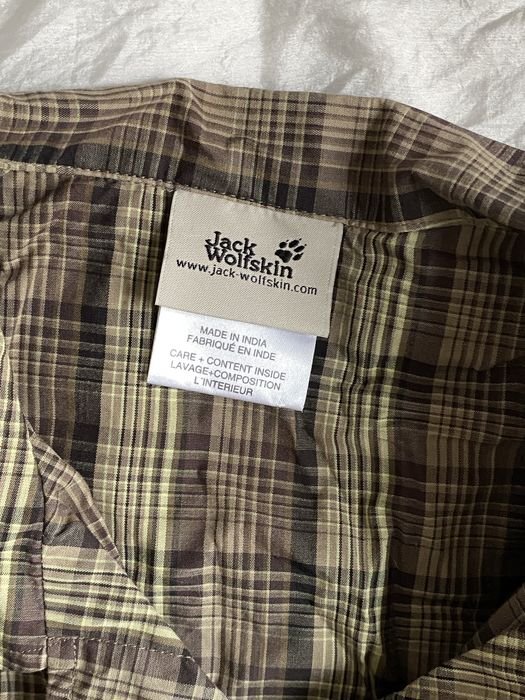 Jack
Wolfskin
www.jack-wolfskin.com
MADE IN INDIA
FABRIQUÉ EN INDE
CARE + CONTENT INSIDE
LAVAGE+COMPOSITION
L'INTERIEUR